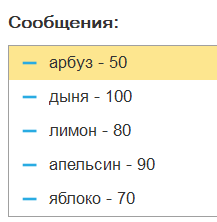 Сообщения:
— арбуз - 50
— дыня - 100
— лимон - 80
— апельсин - 90
— яблоко - 70